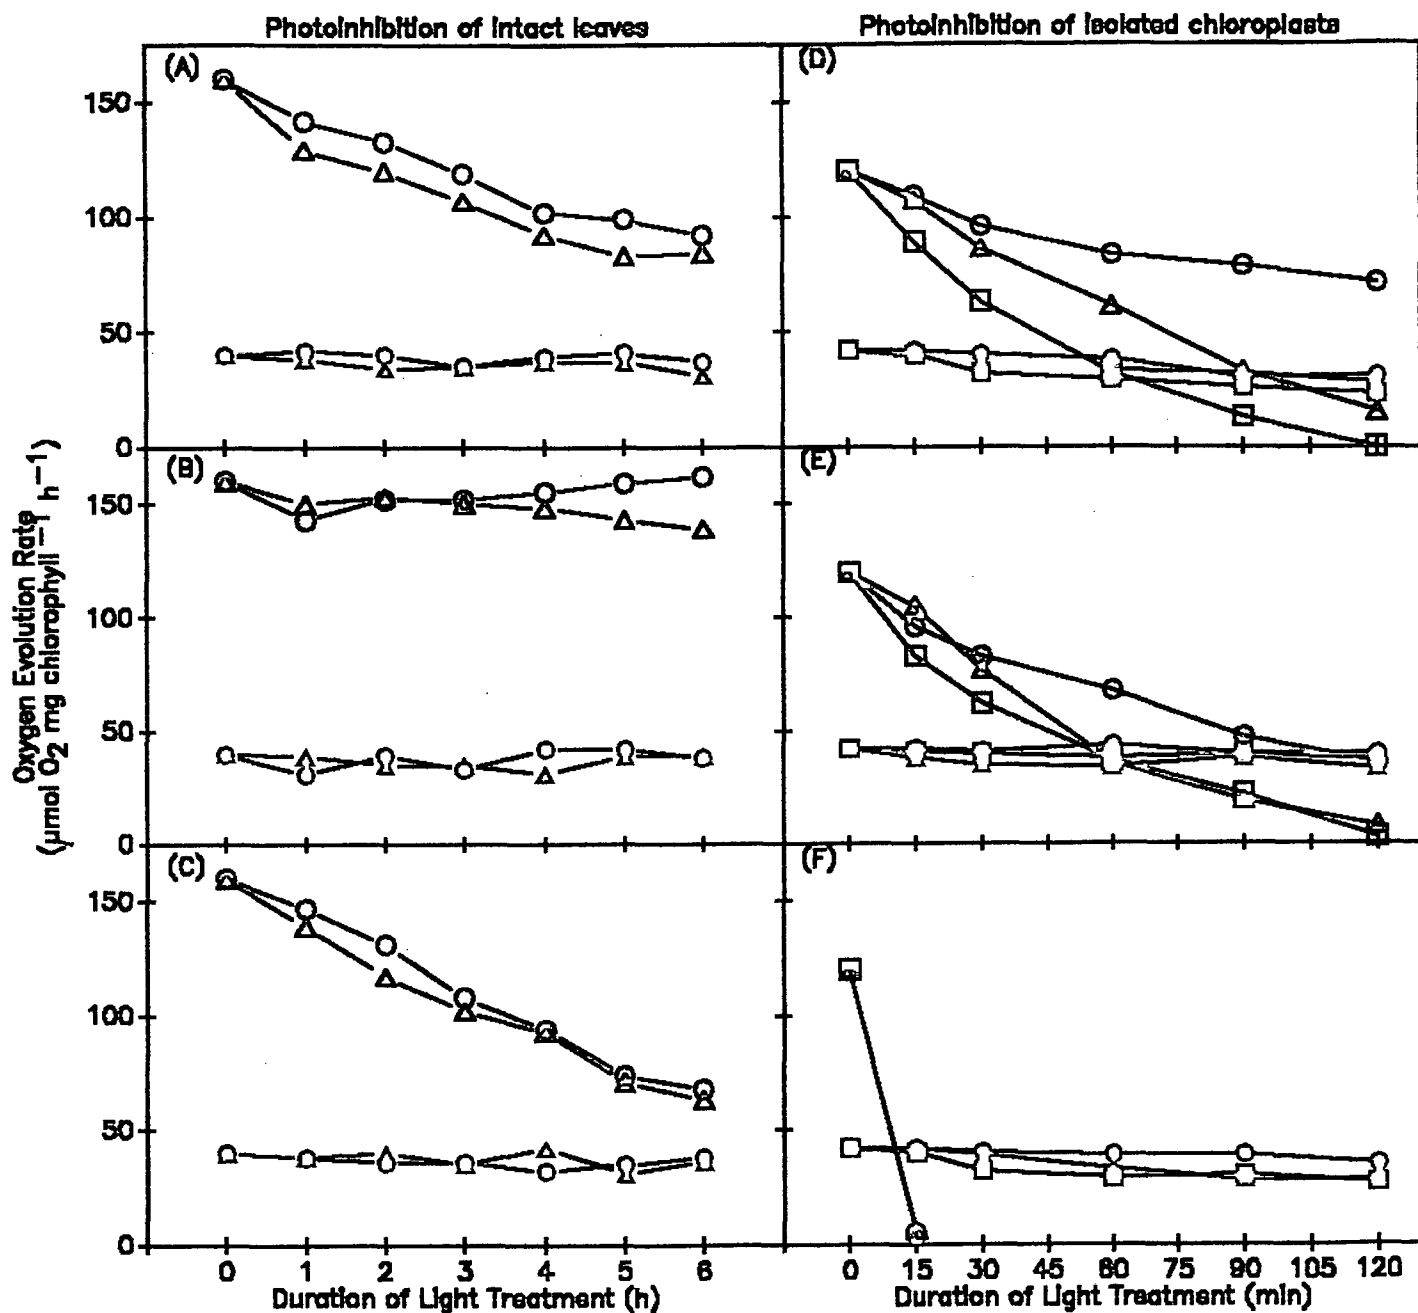 Photoinhibition of intact leaves
Photoinhibition of isolated chloroplasts
Oxygen Evolution Rate
(μmol O2 mg chlorophyll−1 h−1)
(A)
150
100
50
0
(B)
150
100
50
0
(C)
150
100
50
0
0 1 2 3 4 5 6
Duration of Light Treatment (h)
(D)
(E)
(F)
0 15 30 45 60 75 90 105 120
Duration of Light Treatment (min)